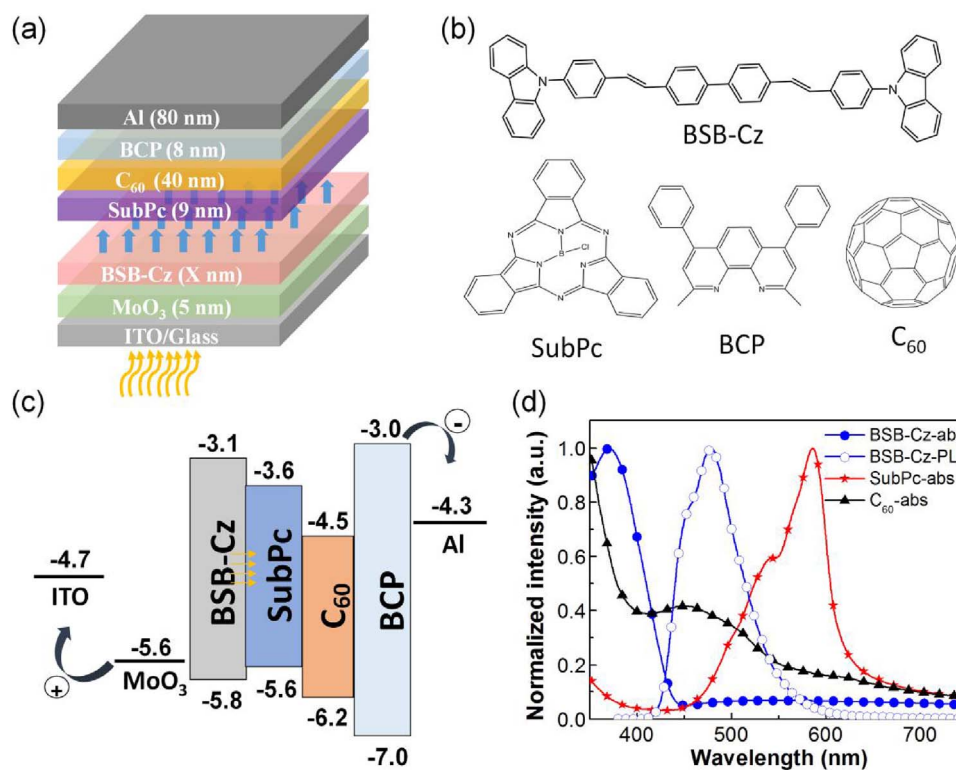 (a)
Al (80 nm)
BCP (8 nm)
C₆₀ (40 nm)
SubPc (9 nm)
BSB-Cz (X nm)
MoO₃ (5 nm)
ITO/Glass
(b)
BSB-Cz
N
N
N
N
B
Cl
N
N
N
N
N
N
SubPc
BCP
C₆₀
(c)
-4.7
ITO
+
-5.6
MoO₃
-3.1
BSB-Cz
-5.8
-3.6
SubPc
-5.6
-4.5
C₆₀
-6.2
-3.0
BCP
-7.0
-
-4.3
Al
(d)
Normalized intensity (a.u.)
1.0
0.8
0.6
0.4
0.2
0.0
BSB-Cz-ab
BSB-Cz-PL
SubPc-abs
C₆₀-abs
400
500
600
700
Wavelength (nm)